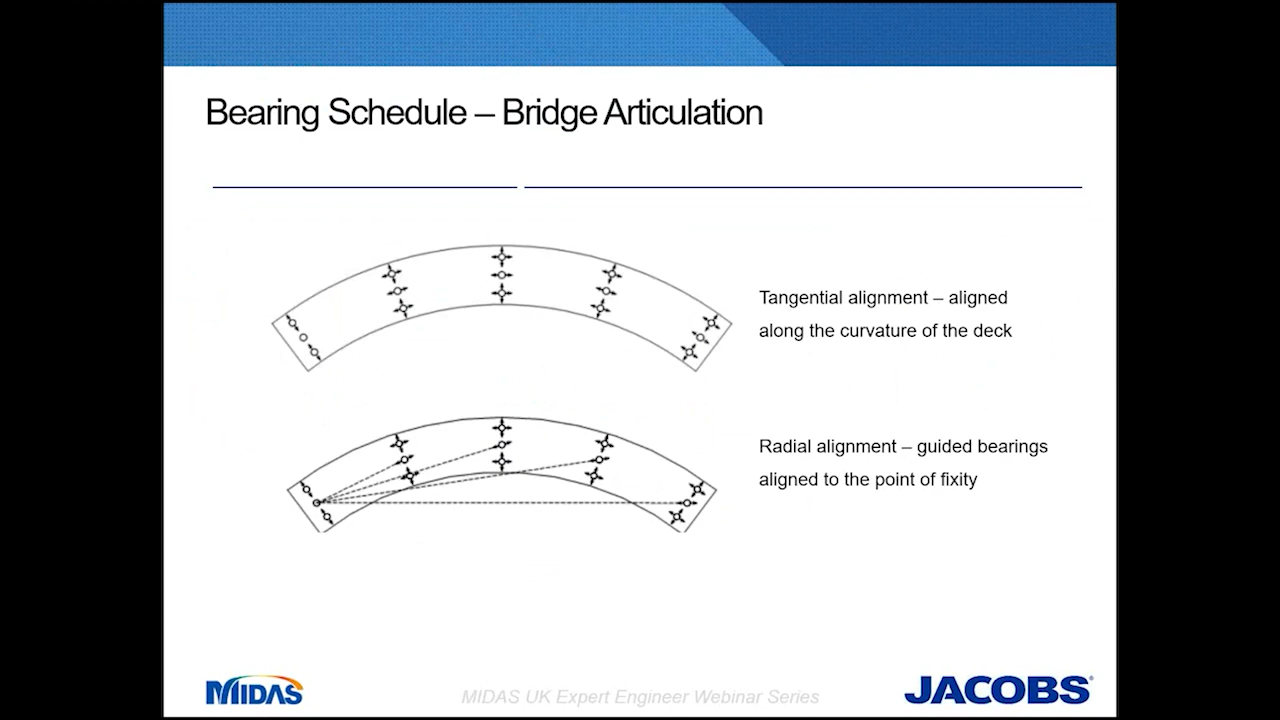 Bearing Schedule – Bridge Articulation
Tangential alignment – aligned
along the curvature of the deck
Radial alignment – guided bearings
aligned to the point of fixity
MIDAS
MIDAS UK Expert Engineer Webinar Series
JACOBS®